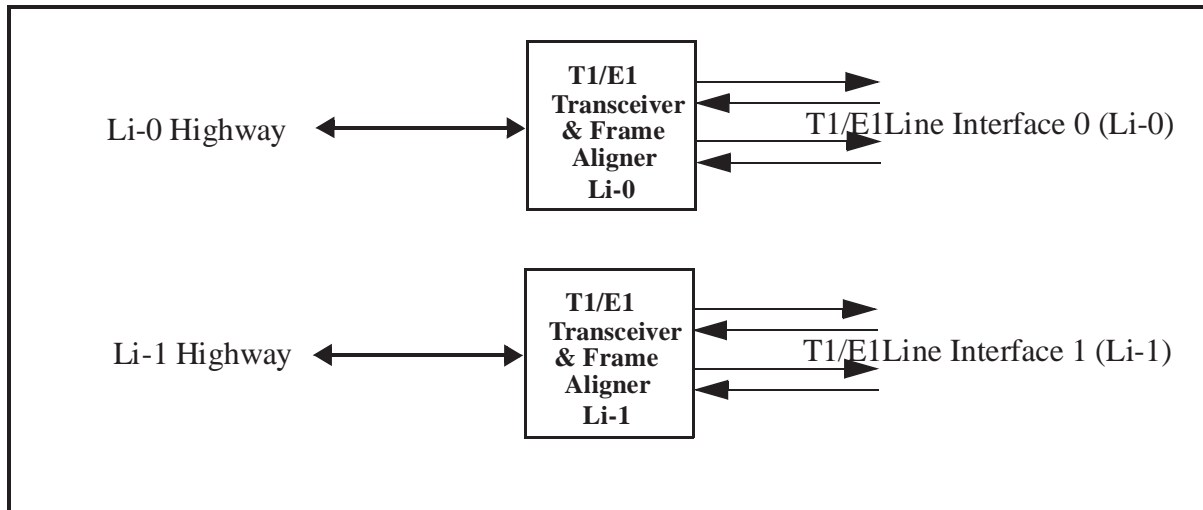 T1/E1
Transceiver
& Frame
Aligner
Li-0
Li-0 Highway
T1/E1Line Interface 0 (Li-0)
T1/E1
Transceiver
& Frame
Aligner
Li-1
Li-1 Highway
T1/E1Line Interface 1 (Li-1)